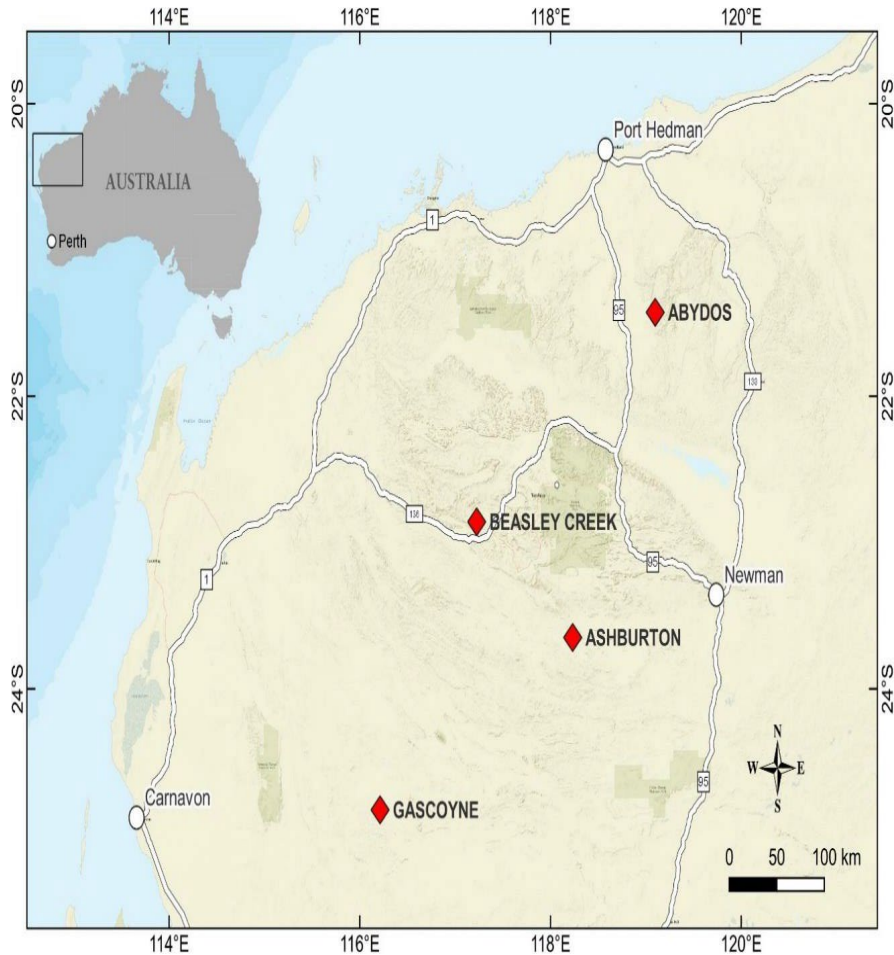 114°E 116°E 118°E 120°E
20°S 20°S
Port Hedman
AUSTRALIA
Perth
1
95
ABYDOS
22°S 22°S
138
BEASLEY CREEK
136
95
Newman
1
ASHBURTON
24°S 24°S
N
W E
S
95
Carnavon
GASCOYNE
0 50 100 km
114°E 116°E 118°E 120°E